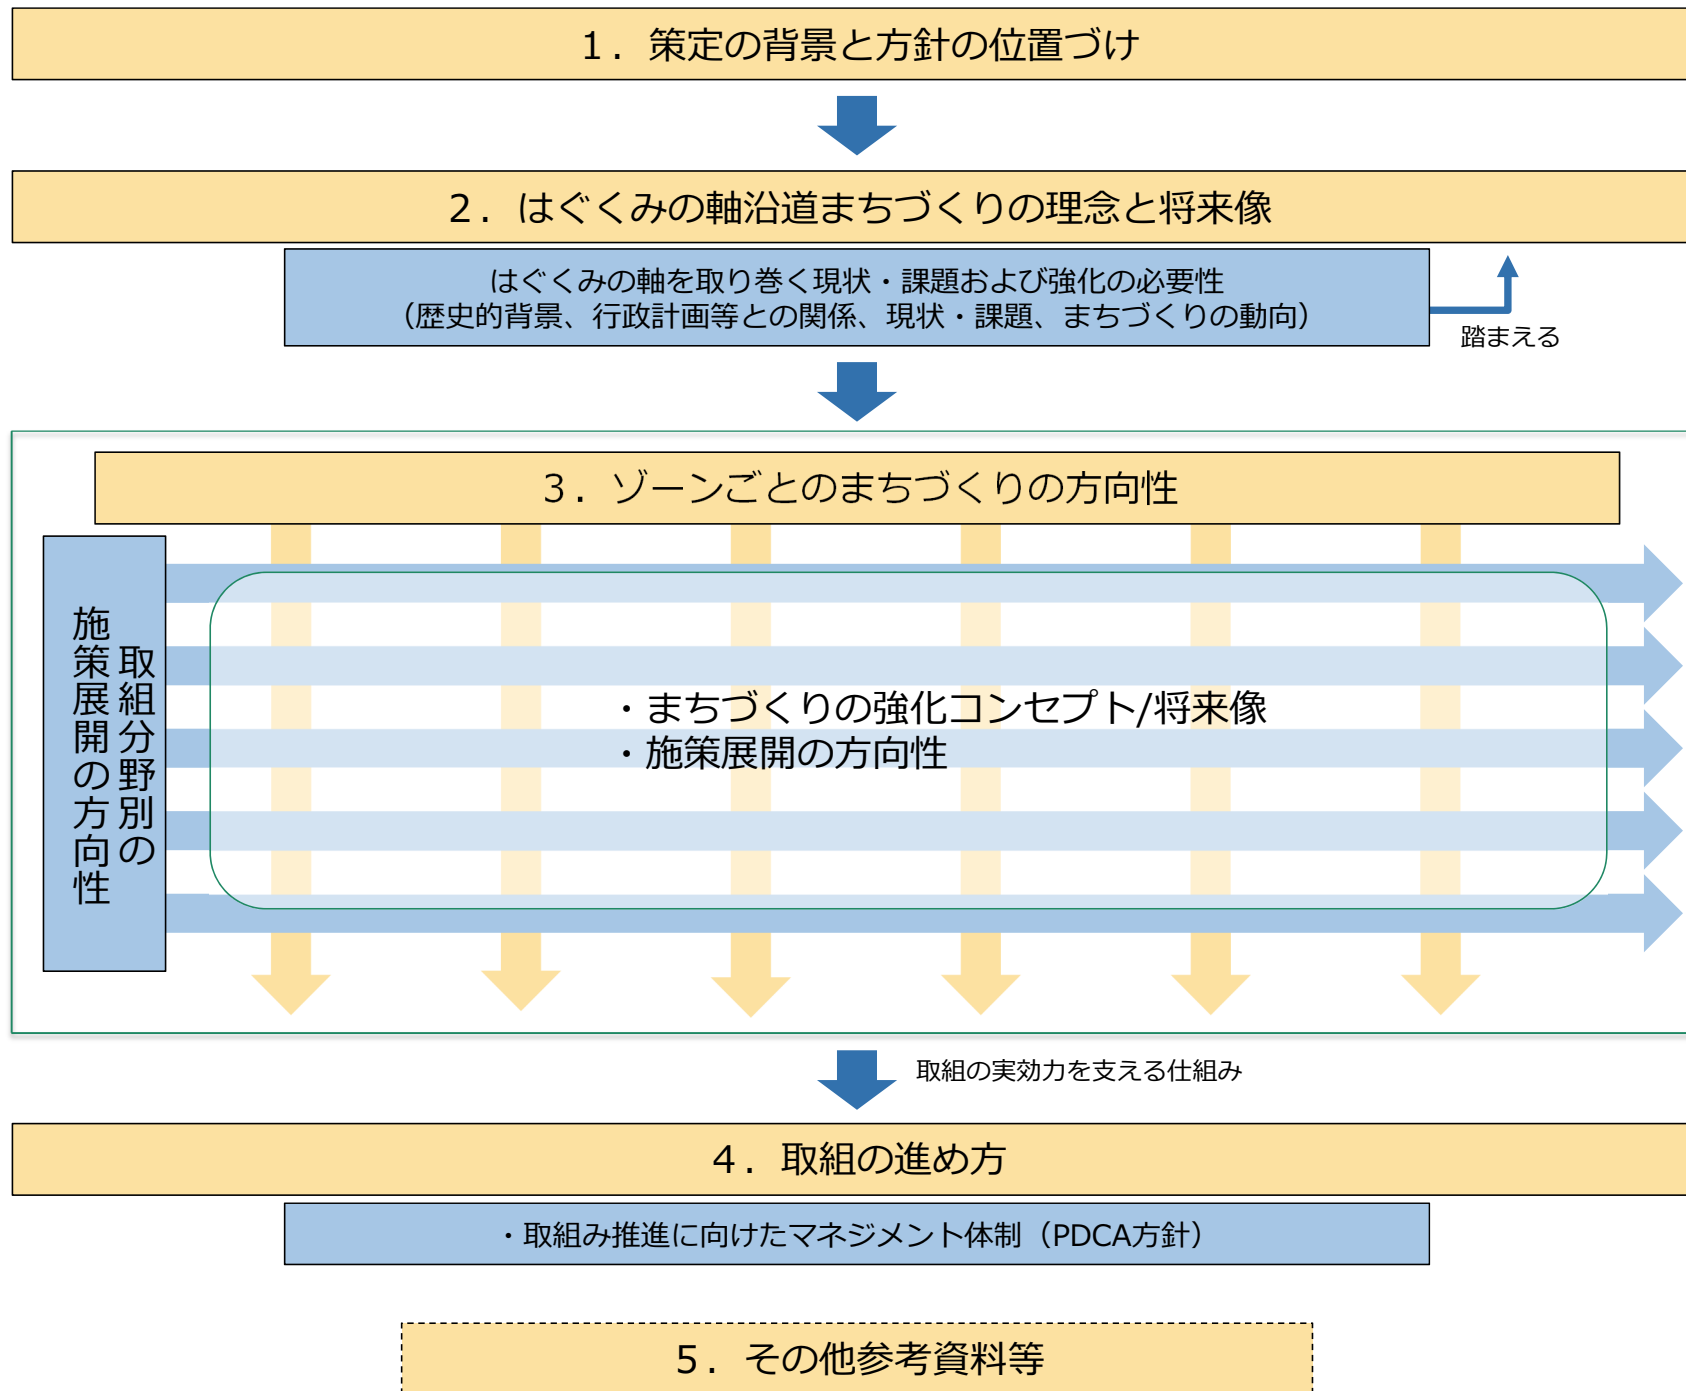 １．策定の背景と方針の位置づけ
２．はぐくみの軸沿道まちづくりの理念と将来像
はぐくみの軸を取り巻く現状・課題および強化の必要性
（歴史的背景、行政計画等との関係、現状・課題、まちづくりの動向）
踏まえる
３．ゾーンごとのまちづくりの方向性
取組分野別の
施策展開の方向性
・まちづくりの強化コンセプト/将来像
・施策展開の方向性
取組の実効力を支える仕組み
４．取組の進め方
・取組み推進に向けたマネジメント体制（PDCA方針）
５．その他参考資料等